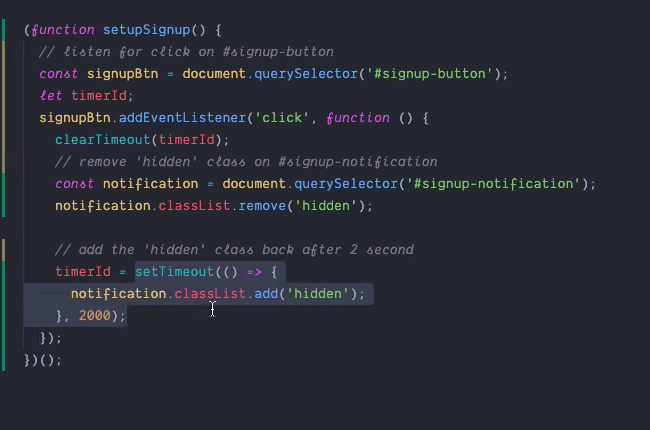 (function setupSignup() {
// listen for click on #signup-button
const signupBtn = document.querySelector('#signup-button');
let timerId;
signupBtn.addEventListener('click', function () {
clearTimeout(timerId);
// remove 'hidden' class on #signup-notification
const notification = document.querySelector('#signup-notification');
notification.classList.remove('hidden');
// add the 'hidden' class back after 2 second
timerId = setTimeout(() => {
notification.classList.add('hidden');
}, 2000);
});
})();